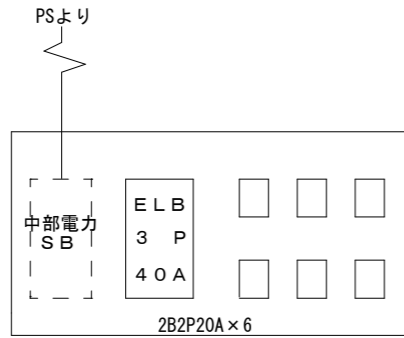 PSより
中部電力
ＳＢ
ＥＬＢ
３　Ｐ
４０Ａ
2B2P20A×6